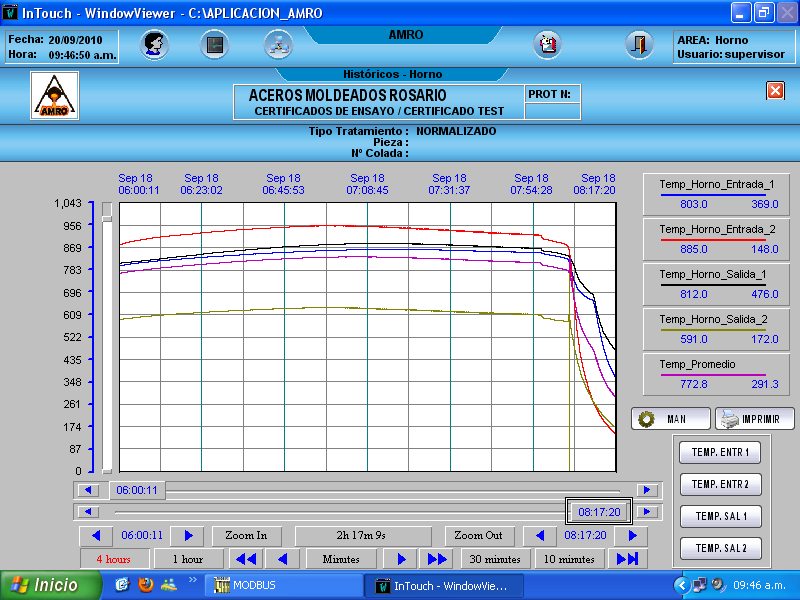 InTouch - WindowViewer - C:\APLICACION_AMRO
Fecha: 20/09/2010
Hora: 09:46:50 a.m.
AMRO
AREA: Horno
Usuario: supervisor
Históricos - Horno
AMRO
ACEROS MOLDEADOS ROSARIO
PROT N:
CERTIFICADOS DE ENSAYO / CERTIFICADO TEST
Tipo Tratamiento : NORMALIZADO
Pieza :
Nº Colada :
Sep 18 Sep 18 Sep 18 Sep 18 Sep 18 Sep 18 Sep 18
06:00:11 06:23:02 06:45:53 07:08:45 07:31:37 07:54:28 08:17:20
1,043
956
869
783
696
609
522
435
348
261
174
87
0
Temp_Horno_Entrada_1
803.0 369.0
Temp_Horno_Entrada_2
885.0 148.0
Temp_Horno_Salida_1
812.0 476.0
Temp_Horno_Salida_2
591.0 172.0
Temp_Promedio
772.8 291.3
MAN IMPRIMIR
TEMP. ENTR 1
TEMP. ENTR 2
TEMP. SAL 1
TEMP. SAL 2
06:00:11
08:17:20
06:00:11 Zoom In 2h 17m 9s Zoom Out 08:17:20
4 hours 1 hour Minutes 30 minutes 10 minutes
Inicio MODBUS InTouch - WindowVie... 09:46 a.m.